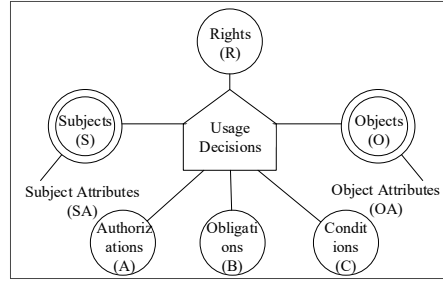 Rights
(R)
Subjects
(S)
Usage
Decisions
Objects
(O)
Subject Attributes
(SA)
Object Attributes
(OA)
Authoriz
ations
(A)
Obligati
ons
(B)
Condit
ions
(C)